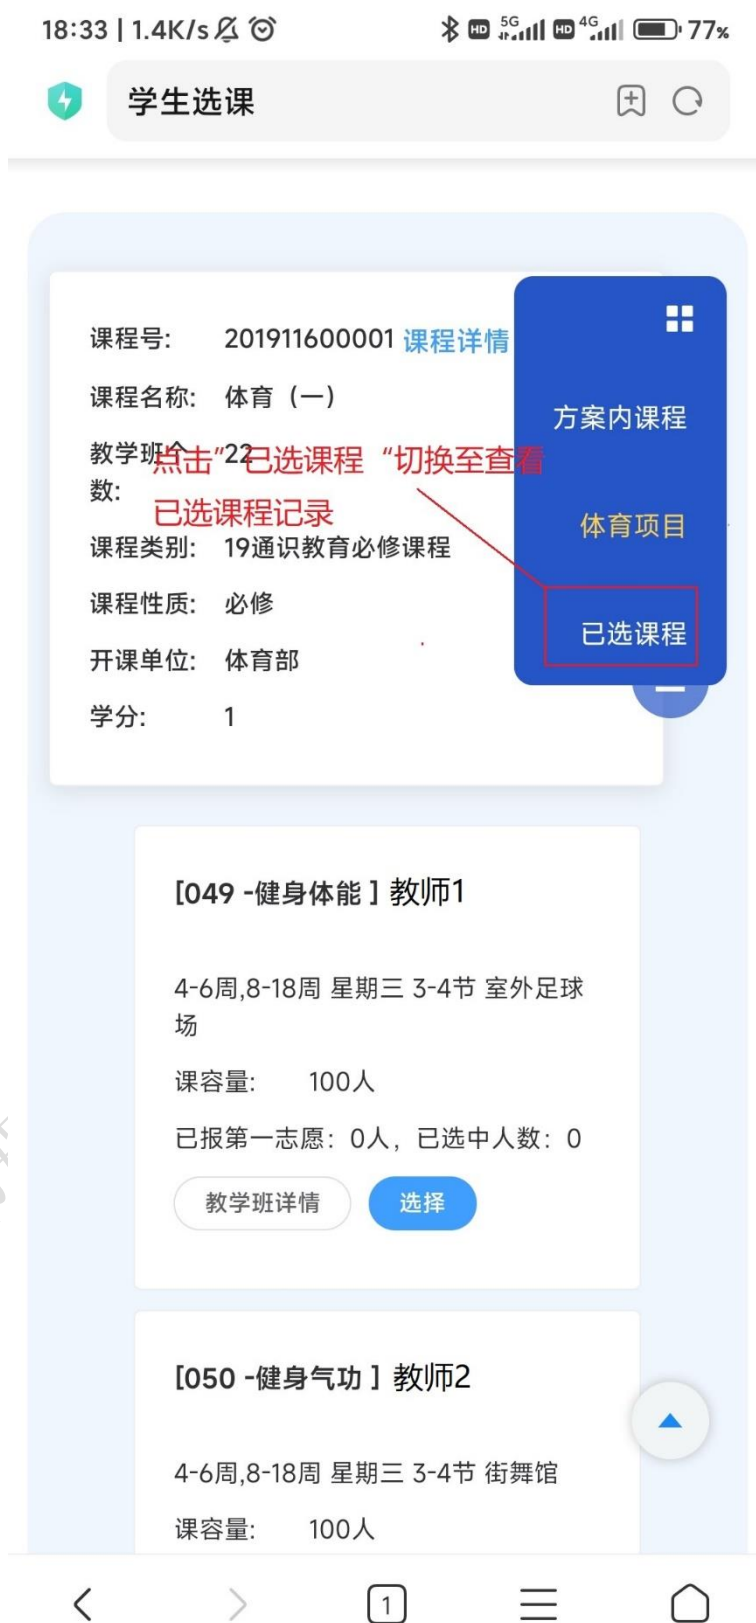 18:33 | 1.4K/s
HD 5G HD 4G 77%
学生选课
课程号: 201911600001 课程详情
课程名称: 体育（一）
方案内课程
教学班个数: 22
点击”已选课程“切换至查看
已选课程记录
体育项目
课程类别: 19通识教育必修课程
课程性质: 必修
已选课程
开课单位: 体育部
学分: 1
[049 -健身体能 ] 教师1
4-6周,8-18周 星期三 3-4节 室外足球
场
课容量: 100人
已报第一志愿：0人，已选中人数：0
教学班详情 选择
[050 -健身气功 ] 教师2
4-6周,8-18周 星期三 3-4节 街舞馆
课容量: 100人
1